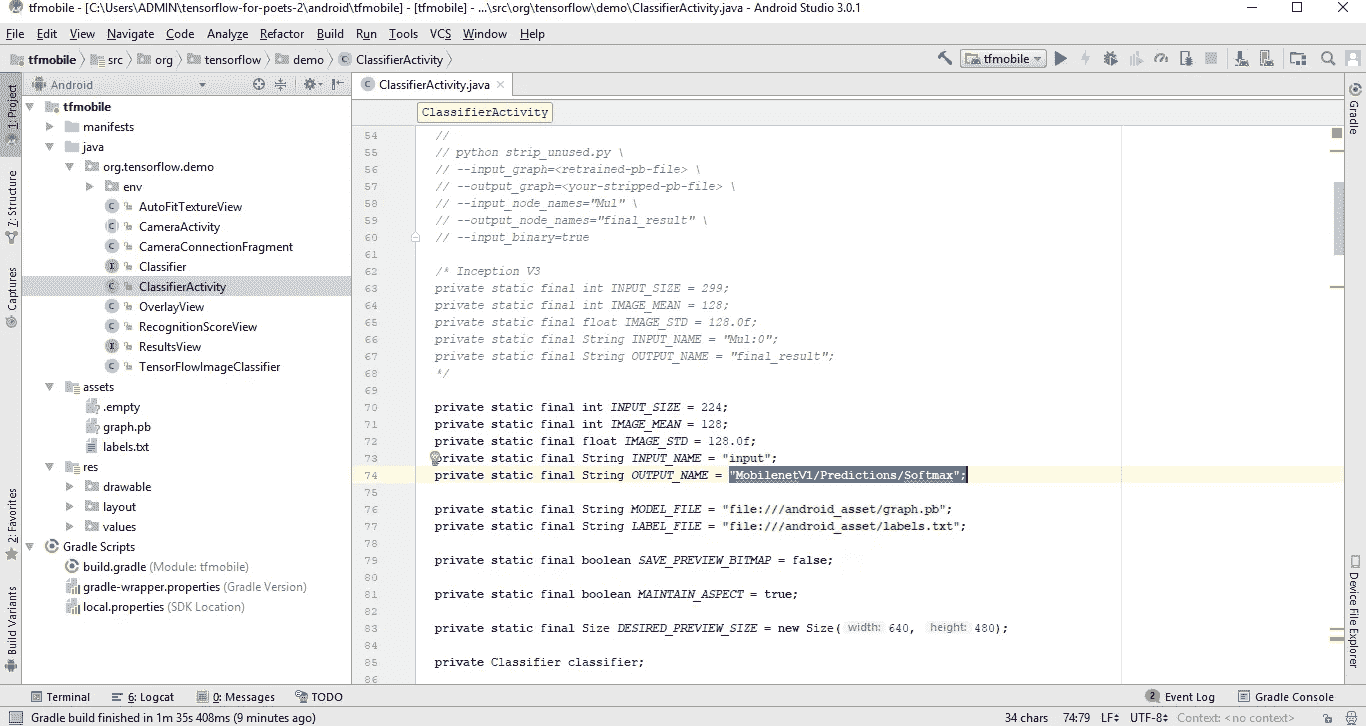 tfmobile - [C:\Users\ADMIN\tensorflow-for-poets-2\android\tfmobile] - [tfmobile] - ...\src\org\tensorflow\demo\ClassifierActivity.java - Android Studio 3.0.1
File Edit View Navigate Code Analyze Refactor Build Run Tools VCS Window Help
tfmobile src org tensorflow demo ClassifierActivity
tfmobile
Android
ClassifierActivity.java
1: Project
7: Structure
Captures
2: Favorites
Build Variants
tfmobile
manifests
java
org.tensorflow.demo
env
AutoFitTextureView
CameraActivity
CameraConnectionFragment
Classifier
ClassifierActivity
OverlayView
RecognitionScoreView
ResultsView
TensorFlowImageClassifier
assets
.empty
graph.pb
labels.txt
res
drawable
layout
values
Gradle Scripts
build.gradle (Module: tfmobile)
gradle-wrapper.properties (Gradle Version)
local.properties (SDK Location)
ClassifierActivity
54 //
55 // python strip_unused.py \
56 // --input_graph=<retrained-pb-file> \
57 // --output_graph=<your-stripped-pb-file> \
58 // --input_node_names="Mul" \
59 // --output_node_names="final_result" \
60 // --input_binary=true
61
62 /* Inception V3
63 private static final int INPUT_SIZE = 299;
64 private static final int IMAGE_MEAN = 128;
65 private static final float IMAGE_STD = 128.0f;
66 private static final String INPUT_NAME = "Mul:0";
67 private static final String OUTPUT_NAME = "final_result";
68 */
69
70 private static final int INPUT_SIZE = 224;
71 private static final int IMAGE_MEAN = 128;
72 private static final float IMAGE_STD = 128.0f;
73 private static final String INPUT_NAME = "input";
74 private static final String OUTPUT_NAME = "MobilenetV1/Predictions/Softmax";
75
76 private static final String MODEL_FILE = "file:///android_asset/graph.pb";
77 private static final String LABEL_FILE = "file:///android_asset/labels.txt";
78
79 private static final boolean SAVE_PREVIEW_BITMAP = false;
80
81 private static final boolean MAINTAIN_ASPECT = true;
82
83 private static final Size DESIRED_PREVIEW_SIZE = new Size( width: 640, height: 480);
84
85 private Classifier classifier;
86
Gradle
Device File Explorer
Terminal 6: Logcat 0: Messages TODO
2 Event Log Gradle Console
Gradle build finished in 1m 35s 408ms (9 minutes ago)
34 chars 74:79 LF UTF-8 Context: <no context>